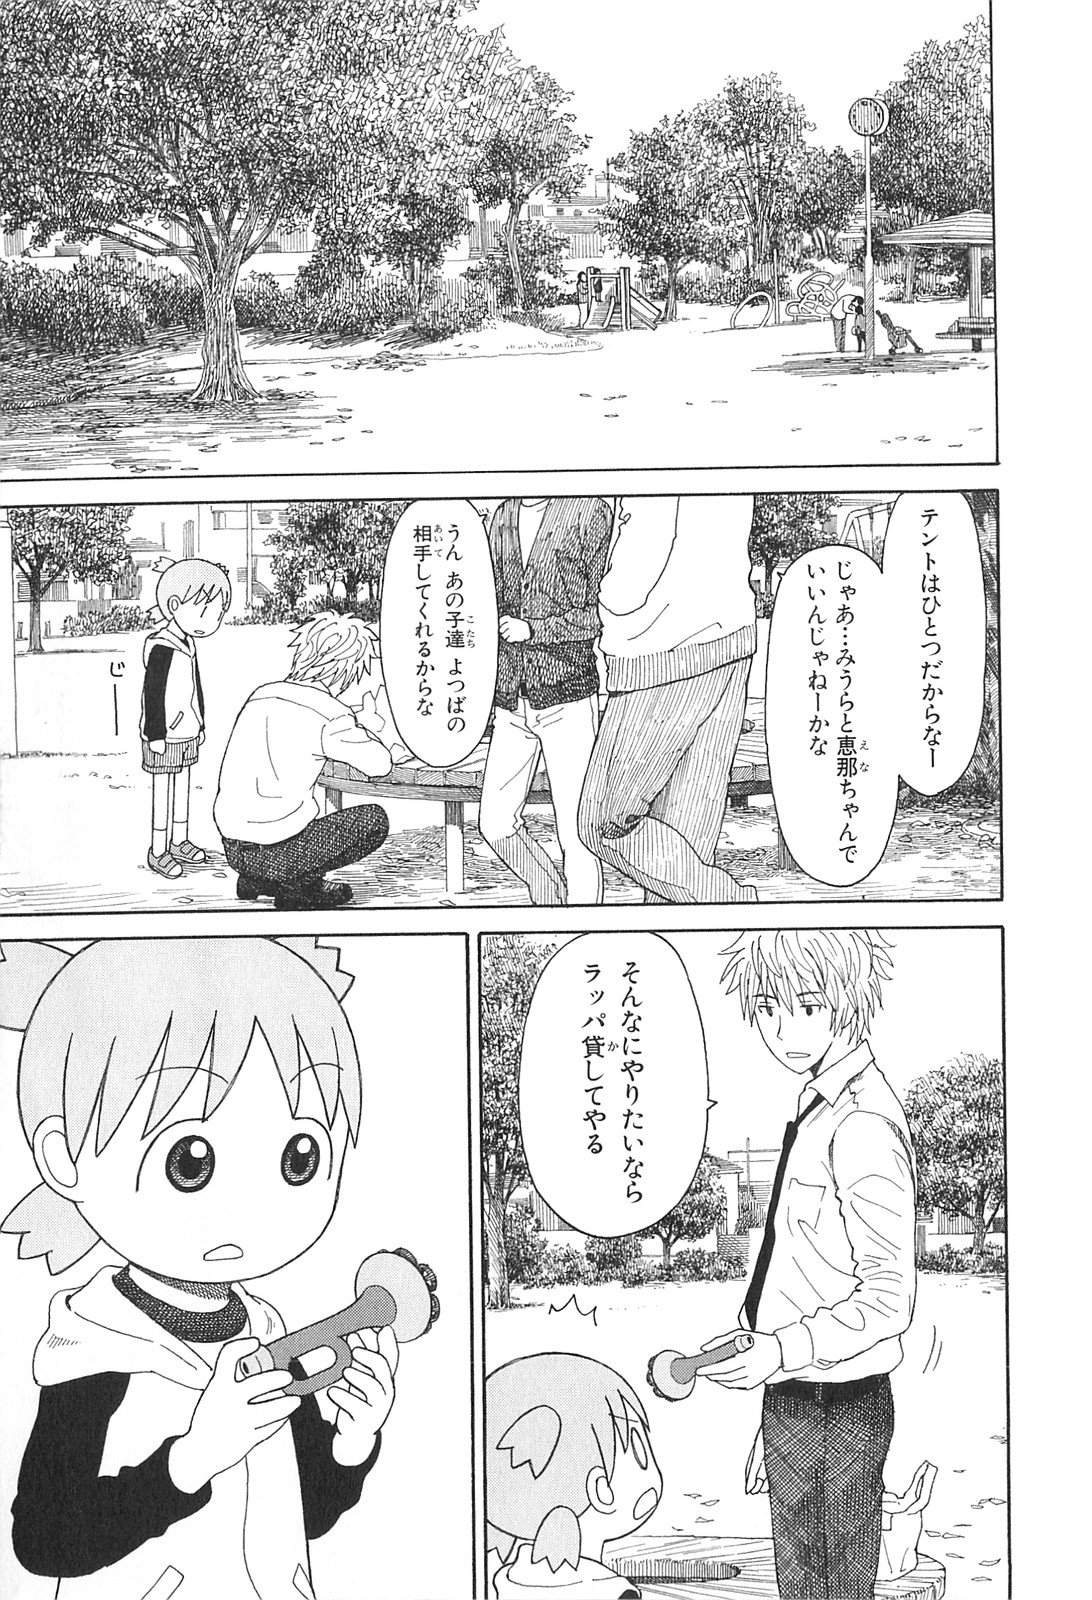 テントはひとつだからなー
じゃあ…みうらと恵那ちゃんで
いいんじゃねーかな
うん あの子達 よつばの
相手してくれるからな
じーー
そんなにやりたいなら
ラッパ貸してやる